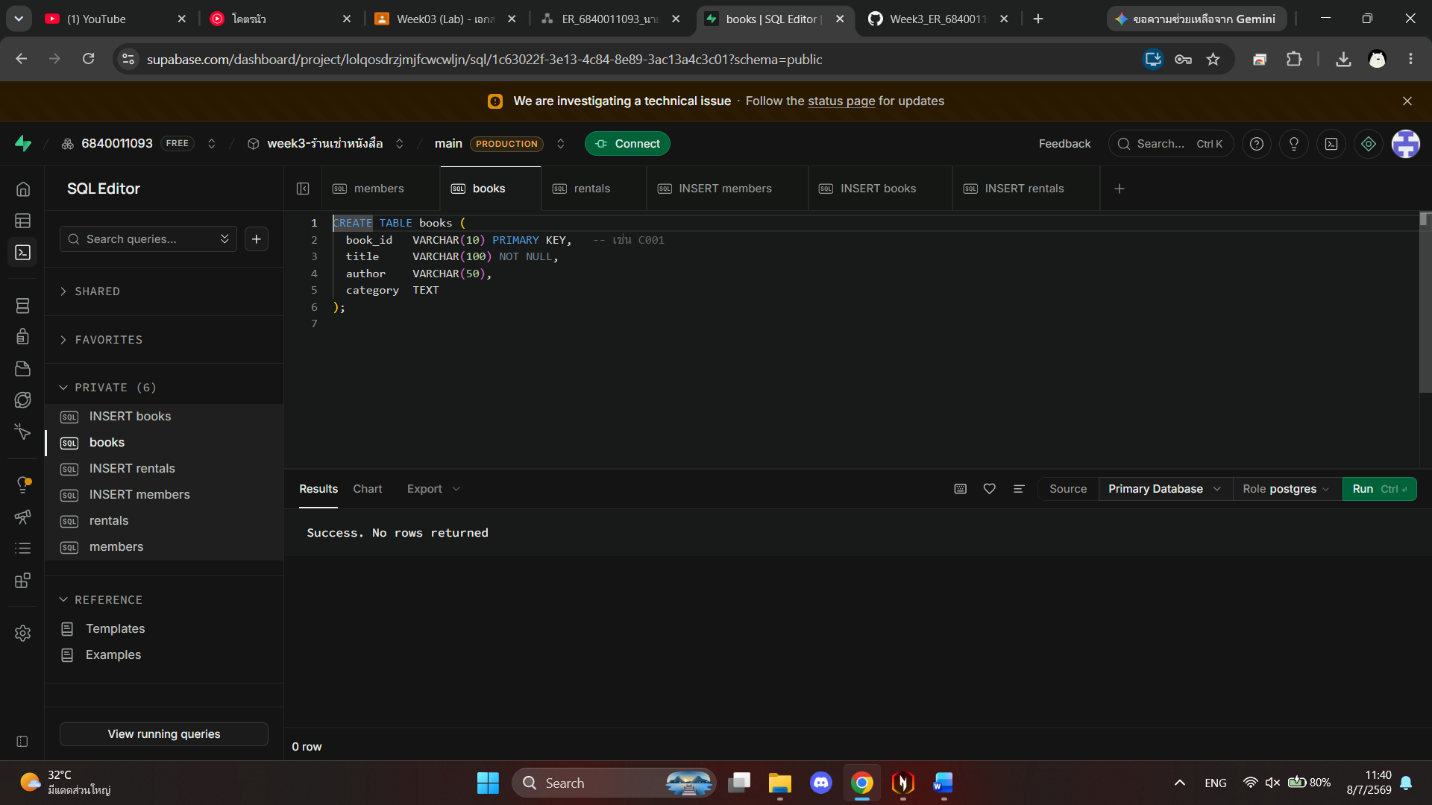 (1) YouTube
โคตรนัว
Week03 (Lab) - เอกส
ER_6840011093_นาย
books | SQL Editor |
Week3_ER_6840011
ขอความช่วยเหลือจาก Gemini
supabase.com/dashboard/project/lolqosdrzjmjfcwcwljn/sql/1c63022f-3e13-4c84-8e89-3ac13a4c3c01?schema=public
We are investigating a technical issue · Follow the status page for updates
6840011093 FREE / week3-ร้านเช่าหนังสือ / main PRODUCTION Connect
Feedback Search... Ctrl K
SQL Editor
members
books
rentals
INSERT members
INSERT books
INSERT rentals
Search queries...
SHARED
FAVORITES
PRIVATE (6)
SQL INSERT books
SQL books
SQL INSERT rentals
SQL INSERT members
SQL rentals
SQL members
REFERENCE
Templates
Examples
View running queries
1 CREATE TABLE books (
2 book_id VARCHAR(10) PRIMARY KEY, -- เช่น C001
3 title VARCHAR(100) NOT NULL,
4 author VARCHAR(50),
5 category TEXT
6 );
7
Results Chart Export
Source Primary Database Role postgres Run Ctrl
Success. No rows returned
0 row
32°C
มีแดดส่วนใหญ่
Search
ENG
80%
11:40
8/7/2569